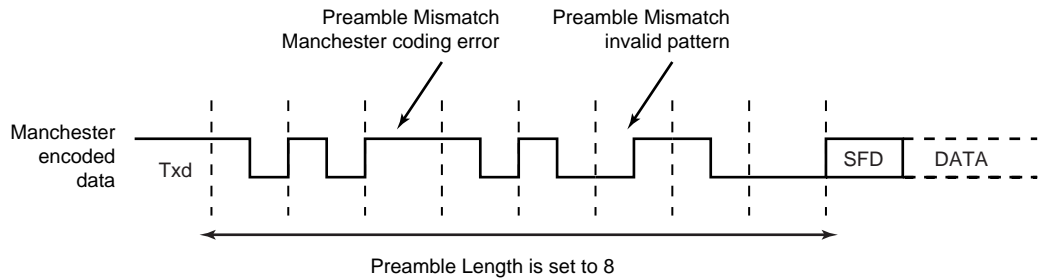 Preamble Mismatch
Manchester coding error
Preamble Mismatch
invalid pattern
Manchester
encoded
data
Txd
SFD
DATA
Preamble Length is set to 8